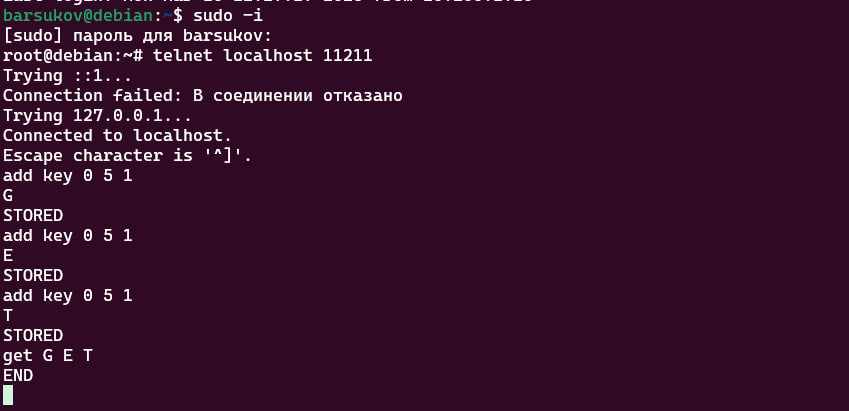 barsukov@debian:~$ sudo -i
[sudo] пароль для barsukov:
root@debian:~# telnet localhost 11211
Trying ::1...
Connection failed: В соединении отказано
Trying 127.0.0.1...
Connected to localhost.
Escape character is '^]'.
add key 0 5 1
G
STORED
add key 0 5 1
E
STORED
add key 0 5 1
T
STORED
get G E T
END